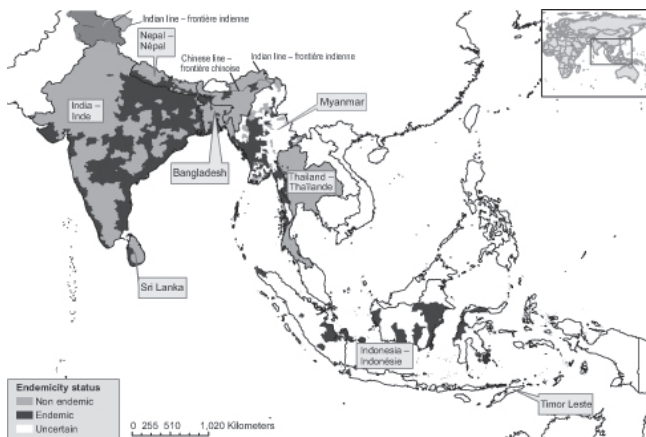 Indian line – frontière indienne
Nepal –
Népal
Chinese line –
frontière chinoise
Indian line – frontière indienne
India –
Inde
Myanmar
Bangladesh
Thailand –
Thaïlande
Sri Lanka
Indonesia –
Indonésie
Timor Leste
Endemicity status
Non endemic
Endemic
Uncertain
0 255 510 1,020 Kilometers